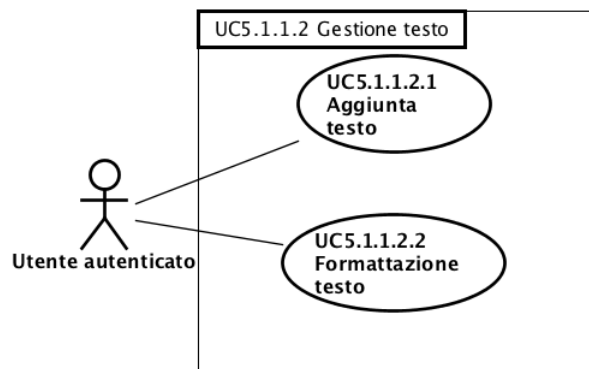 UC5.1.1.2 Gestione testo
UC5.1.1.2.1
Aggiunta
testo
UC5.1.1.2.2
Formattazione
testo
Utente autenticato